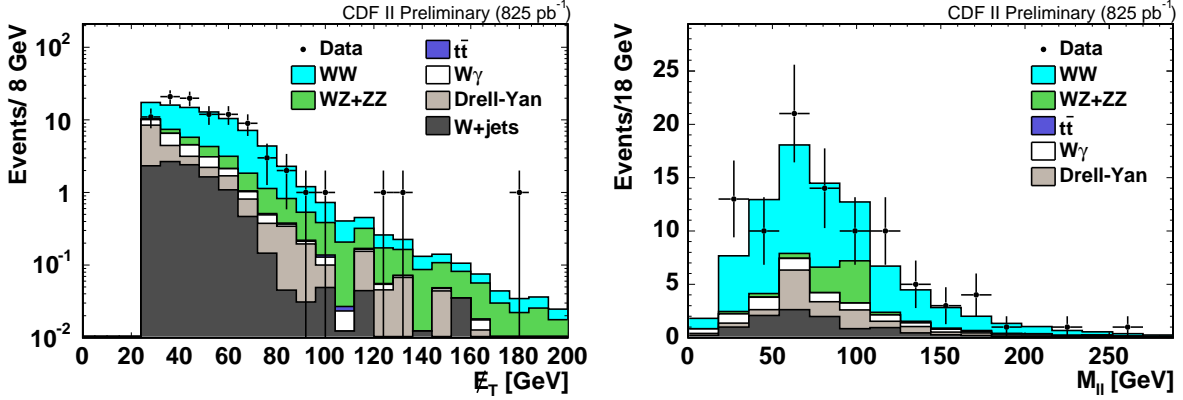 CDF II Preliminary (825 pb⁻¹)
Events/ 8 GeV
10²
10
1
10⁻¹
10⁻²
Data
WW
WZ+ZZ
tt̄
Wγ
Drell-Yan
W+jets
0 20 40 60 80 100 120 140 160 180 200
E̸_T [GeV]
CDF II Preliminary (825 pb⁻¹)
Events/18 GeV
25
20
15
10
5
0
Data
WW
WZ+ZZ
tt̄
Wγ
Drell-Yan
0 50 100 150 200 250
M_ll [GeV]